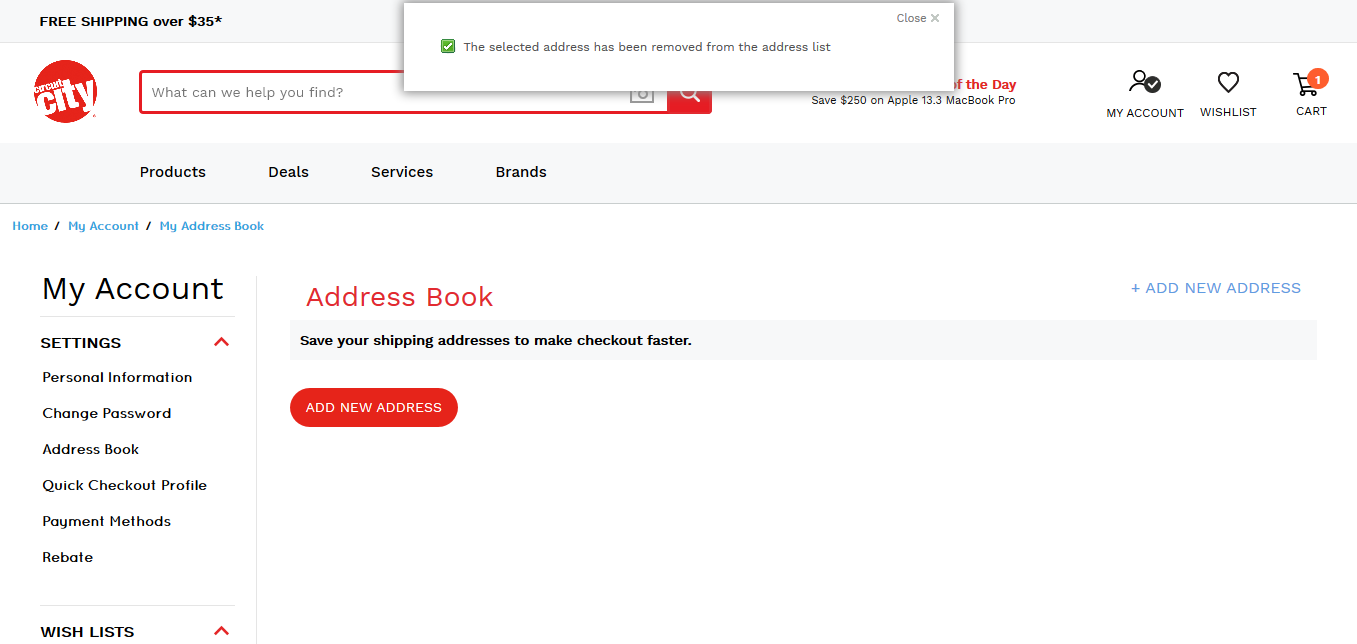 FREE SHIPPING over $35*
Close
The selected address has been removed from the address list
circuit
city
What can we help you find?
of the Day
Save $250 on Apple 13.3 MacBook Pro
MY ACCOUNT
WISHLIST
1
CART
Products
Deals
Services
Brands
Home / My Account / My Address Book
My Account
SETTINGS
Personal Information
Change Password
Address Book
Quick Checkout Profile
Payment Methods
Rebate
WISH LISTS
Address Book
+ ADD NEW ADDRESS
Save your shipping addresses to make checkout faster.
ADD NEW ADDRESS